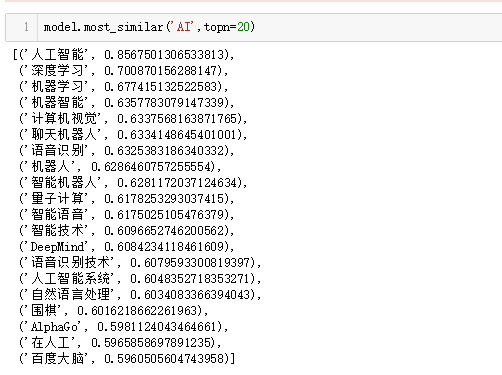 1 model.most_similar('AI',topn=20)
[('人工智能', 0.8567501306533813),
('深度学习', 0.700870156288147),
('机器学习', 0.677415132522583),
('机器智能', 0.6357783079147339),
('计算机视觉', 0.6337568163871765),
('聊天机器人', 0.6334148645401001),
('语音识别', 0.6325383186340332),
('机器人', 0.6286460757255554),
('智能机器人', 0.6281172037124634),
('量子计算', 0.6178253293037415),
('智能语音', 0.6175025105476379),
('智能技术', 0.6096652746200562),
('DeepMind', 0.6084234118461609),
('语音识别技术', 0.6079593300819397),
('人工智能系统', 0.6048352718353271),
('自然语言处理', 0.6034083366394043),
('围棋', 0.6016218662261963),
('AlphaGo', 0.5981124043464661),
('在人工', 0.5965858697891235),
('百度大脑', 0.5960505604743958)]